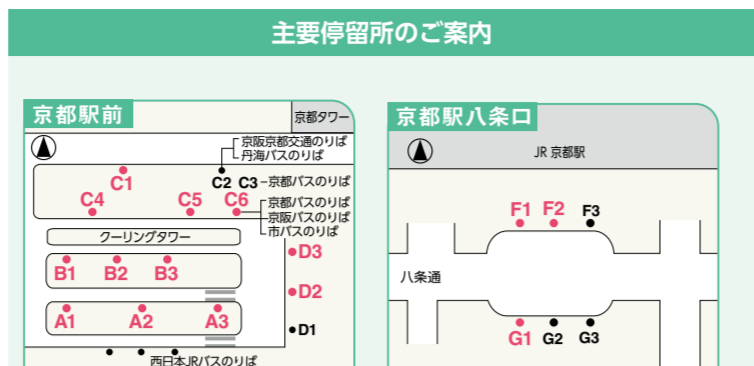 主要停留所のご案内
京都駅前
京都タワー
京阪京都交通のりば
丹海バスのりば
C1
C2 C3 京都バスのりば
C4
C5
C6
京都バスのりば
京阪バスのりば
市バスのりば
クーリングタワー
B1
B2
B3
A1
A2
A3
D3
D2
D1
西日本JRバスのりば
京都駅八条口
JR 京都駅
F1
F2
F3
八条通
G1
G2
G3